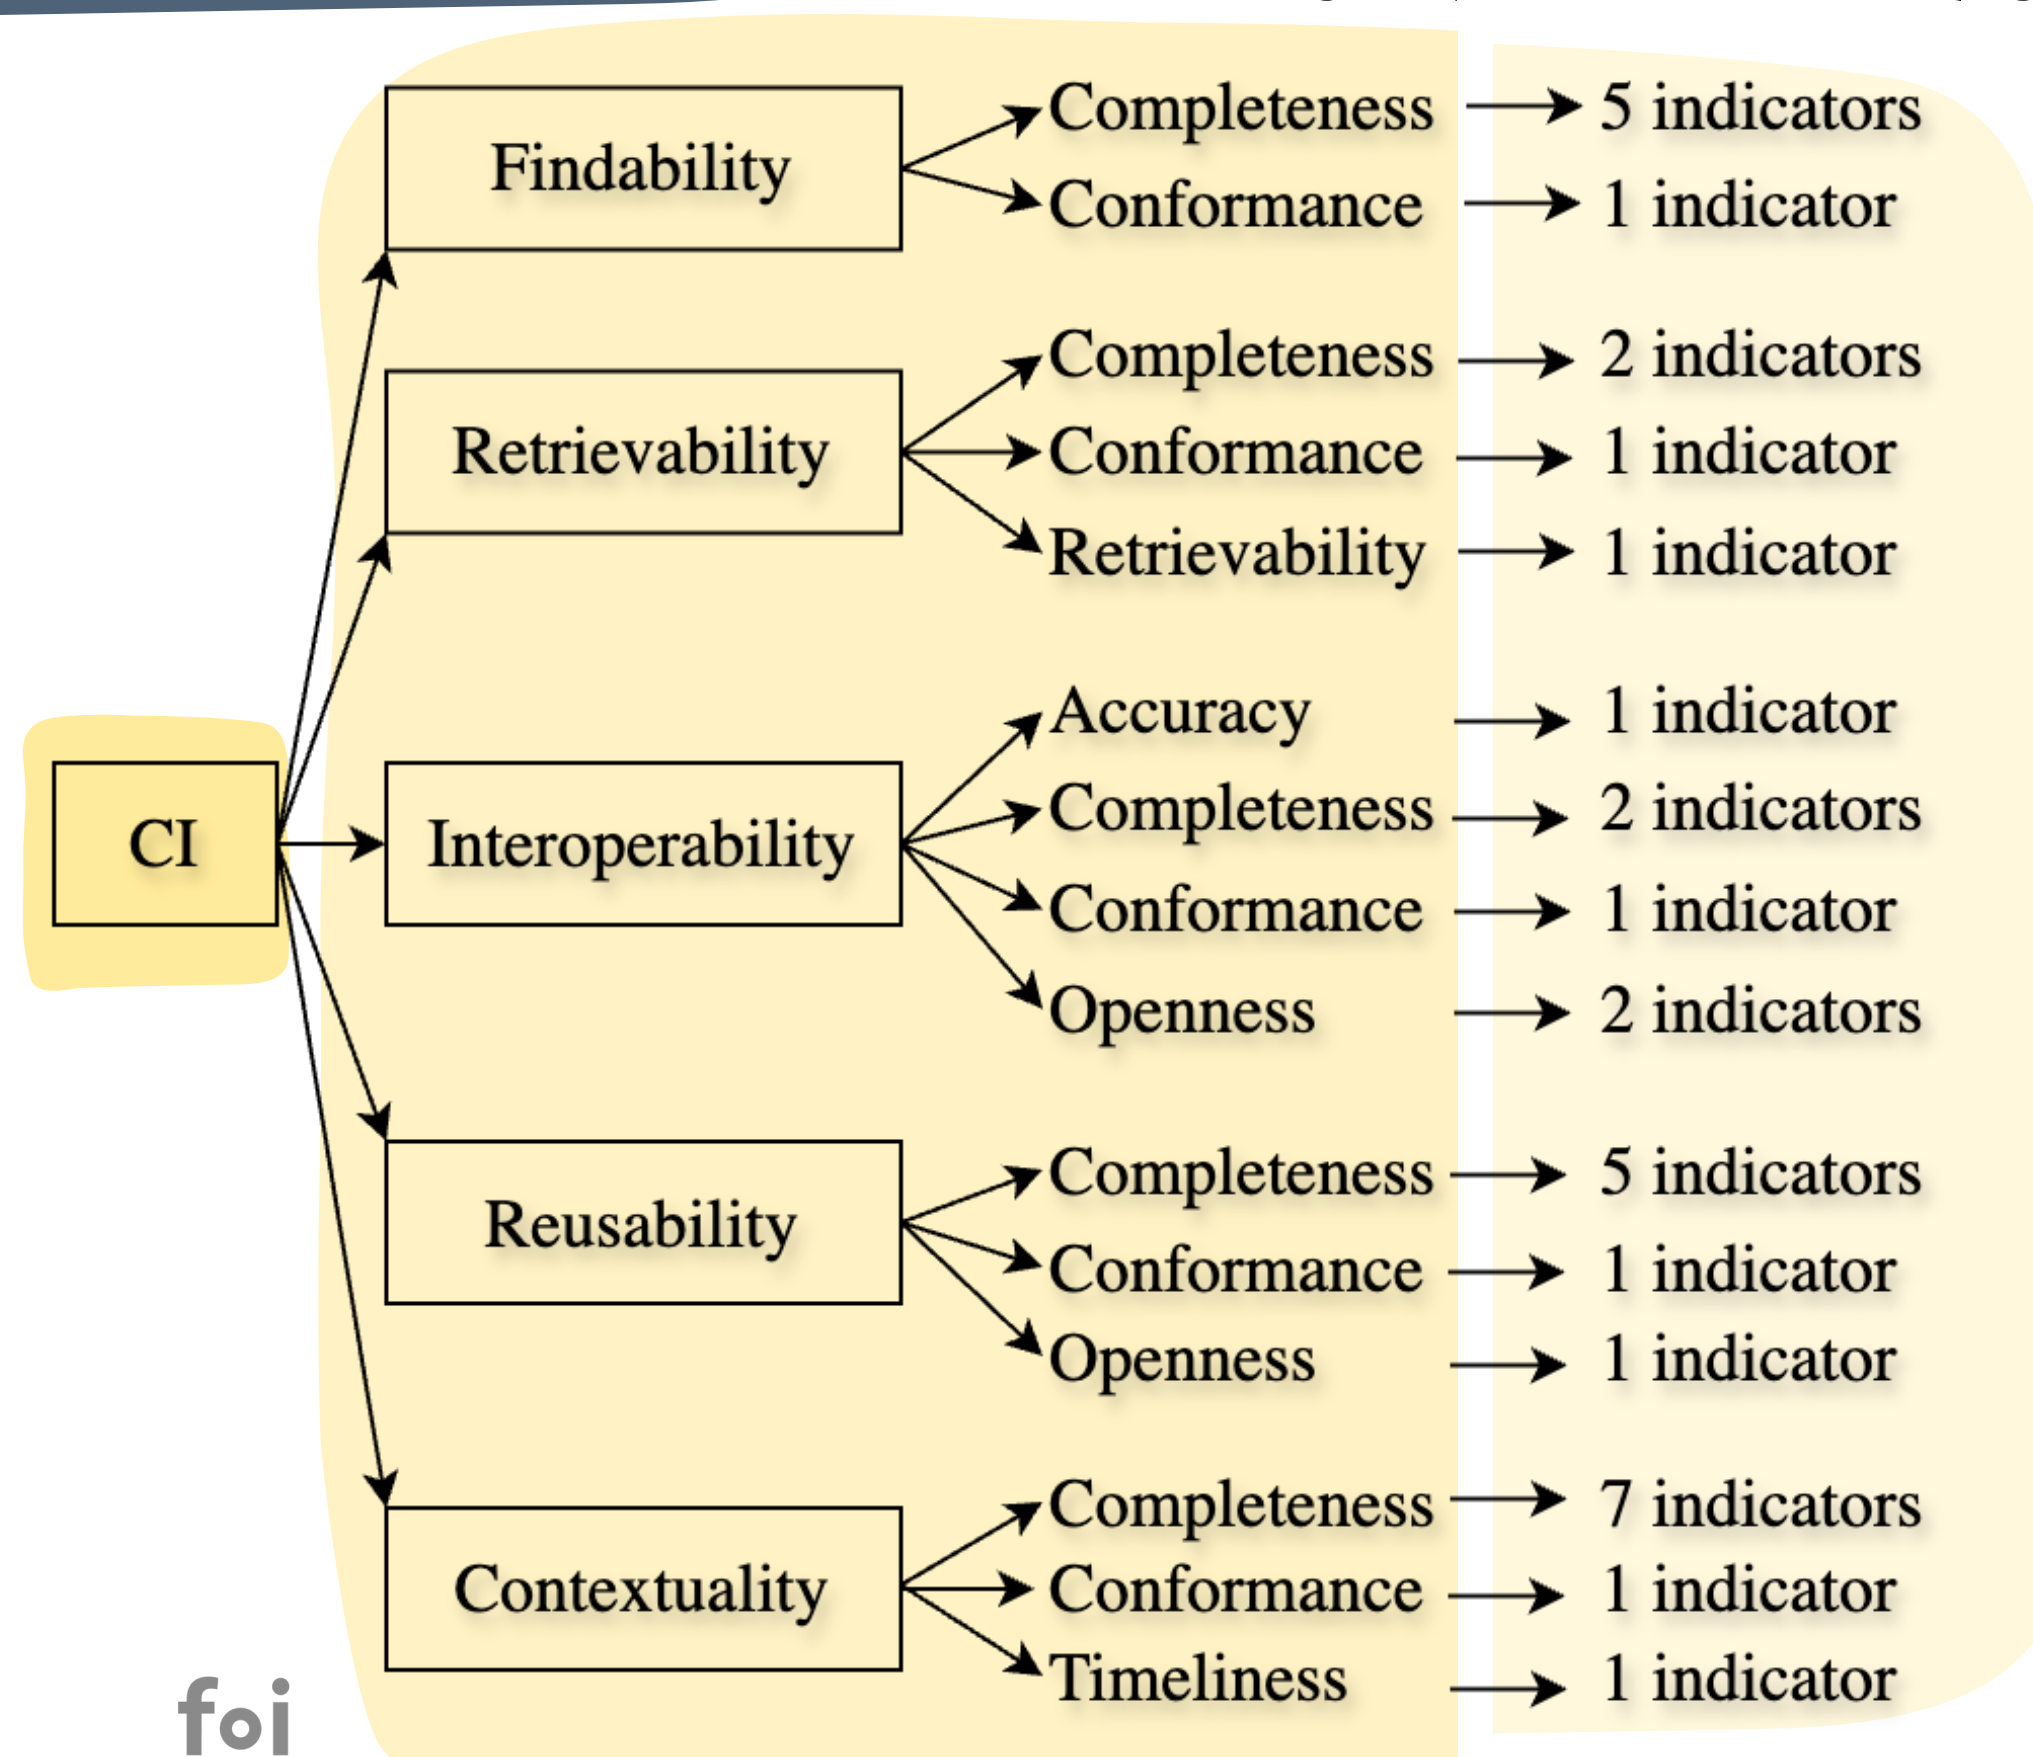 Findability
Completeness 5 indicators
Conformance 1 indicator
Retrievability
Completeness 2 indicators
Conformance 1 indicator
Retrievability 1 indicator
CI
Interoperability
Accuracy 1 indicator
Completeness 2 indicators
Conformance 1 indicator
Openness 2 indicators
Reusability
Completeness 5 indicators
Conformance 1 indicator
Openness 1 indicator
Contextuality
Completeness 7 indicators
Conformance 1 indicator
Timeliness 1 indicator
foi